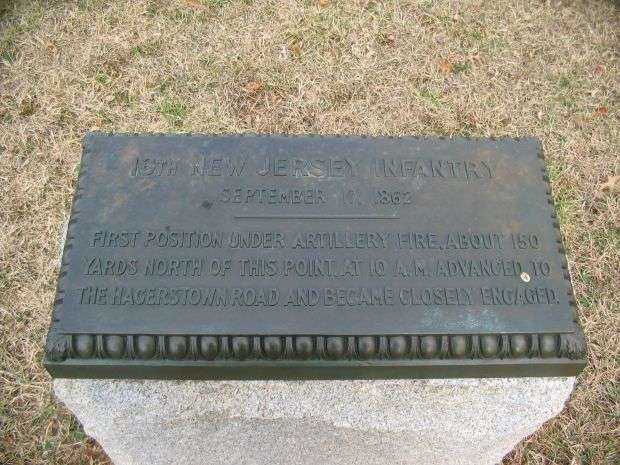 13TH NEW JERSEY INFANTRY
SEPTEMBER 17, 1862
FIRST POSITION UNDER ARTILLERY FIRE, ABOUT 150
YARDS NORTH OF THIS POINT. AT 10 A.M. ADVANCED TO
THE HAGERSTOWN ROAD AND BECAME CLOSELY ENGAGED.